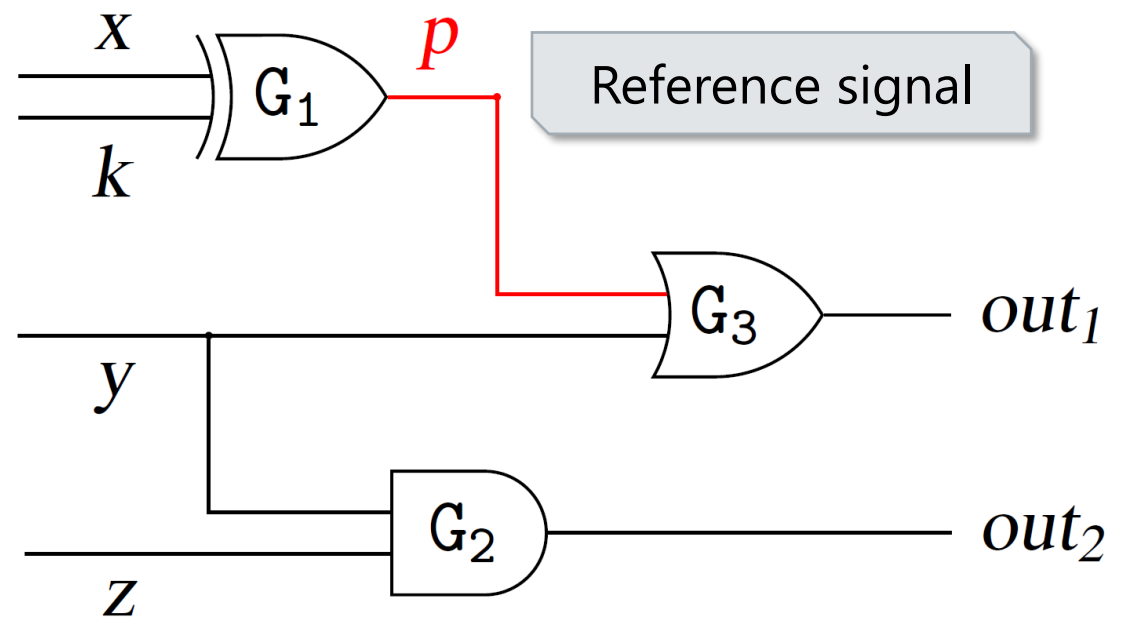 x
p
Reference signal
G₁
k
G₃
out₁
y
G₂
out₂
z